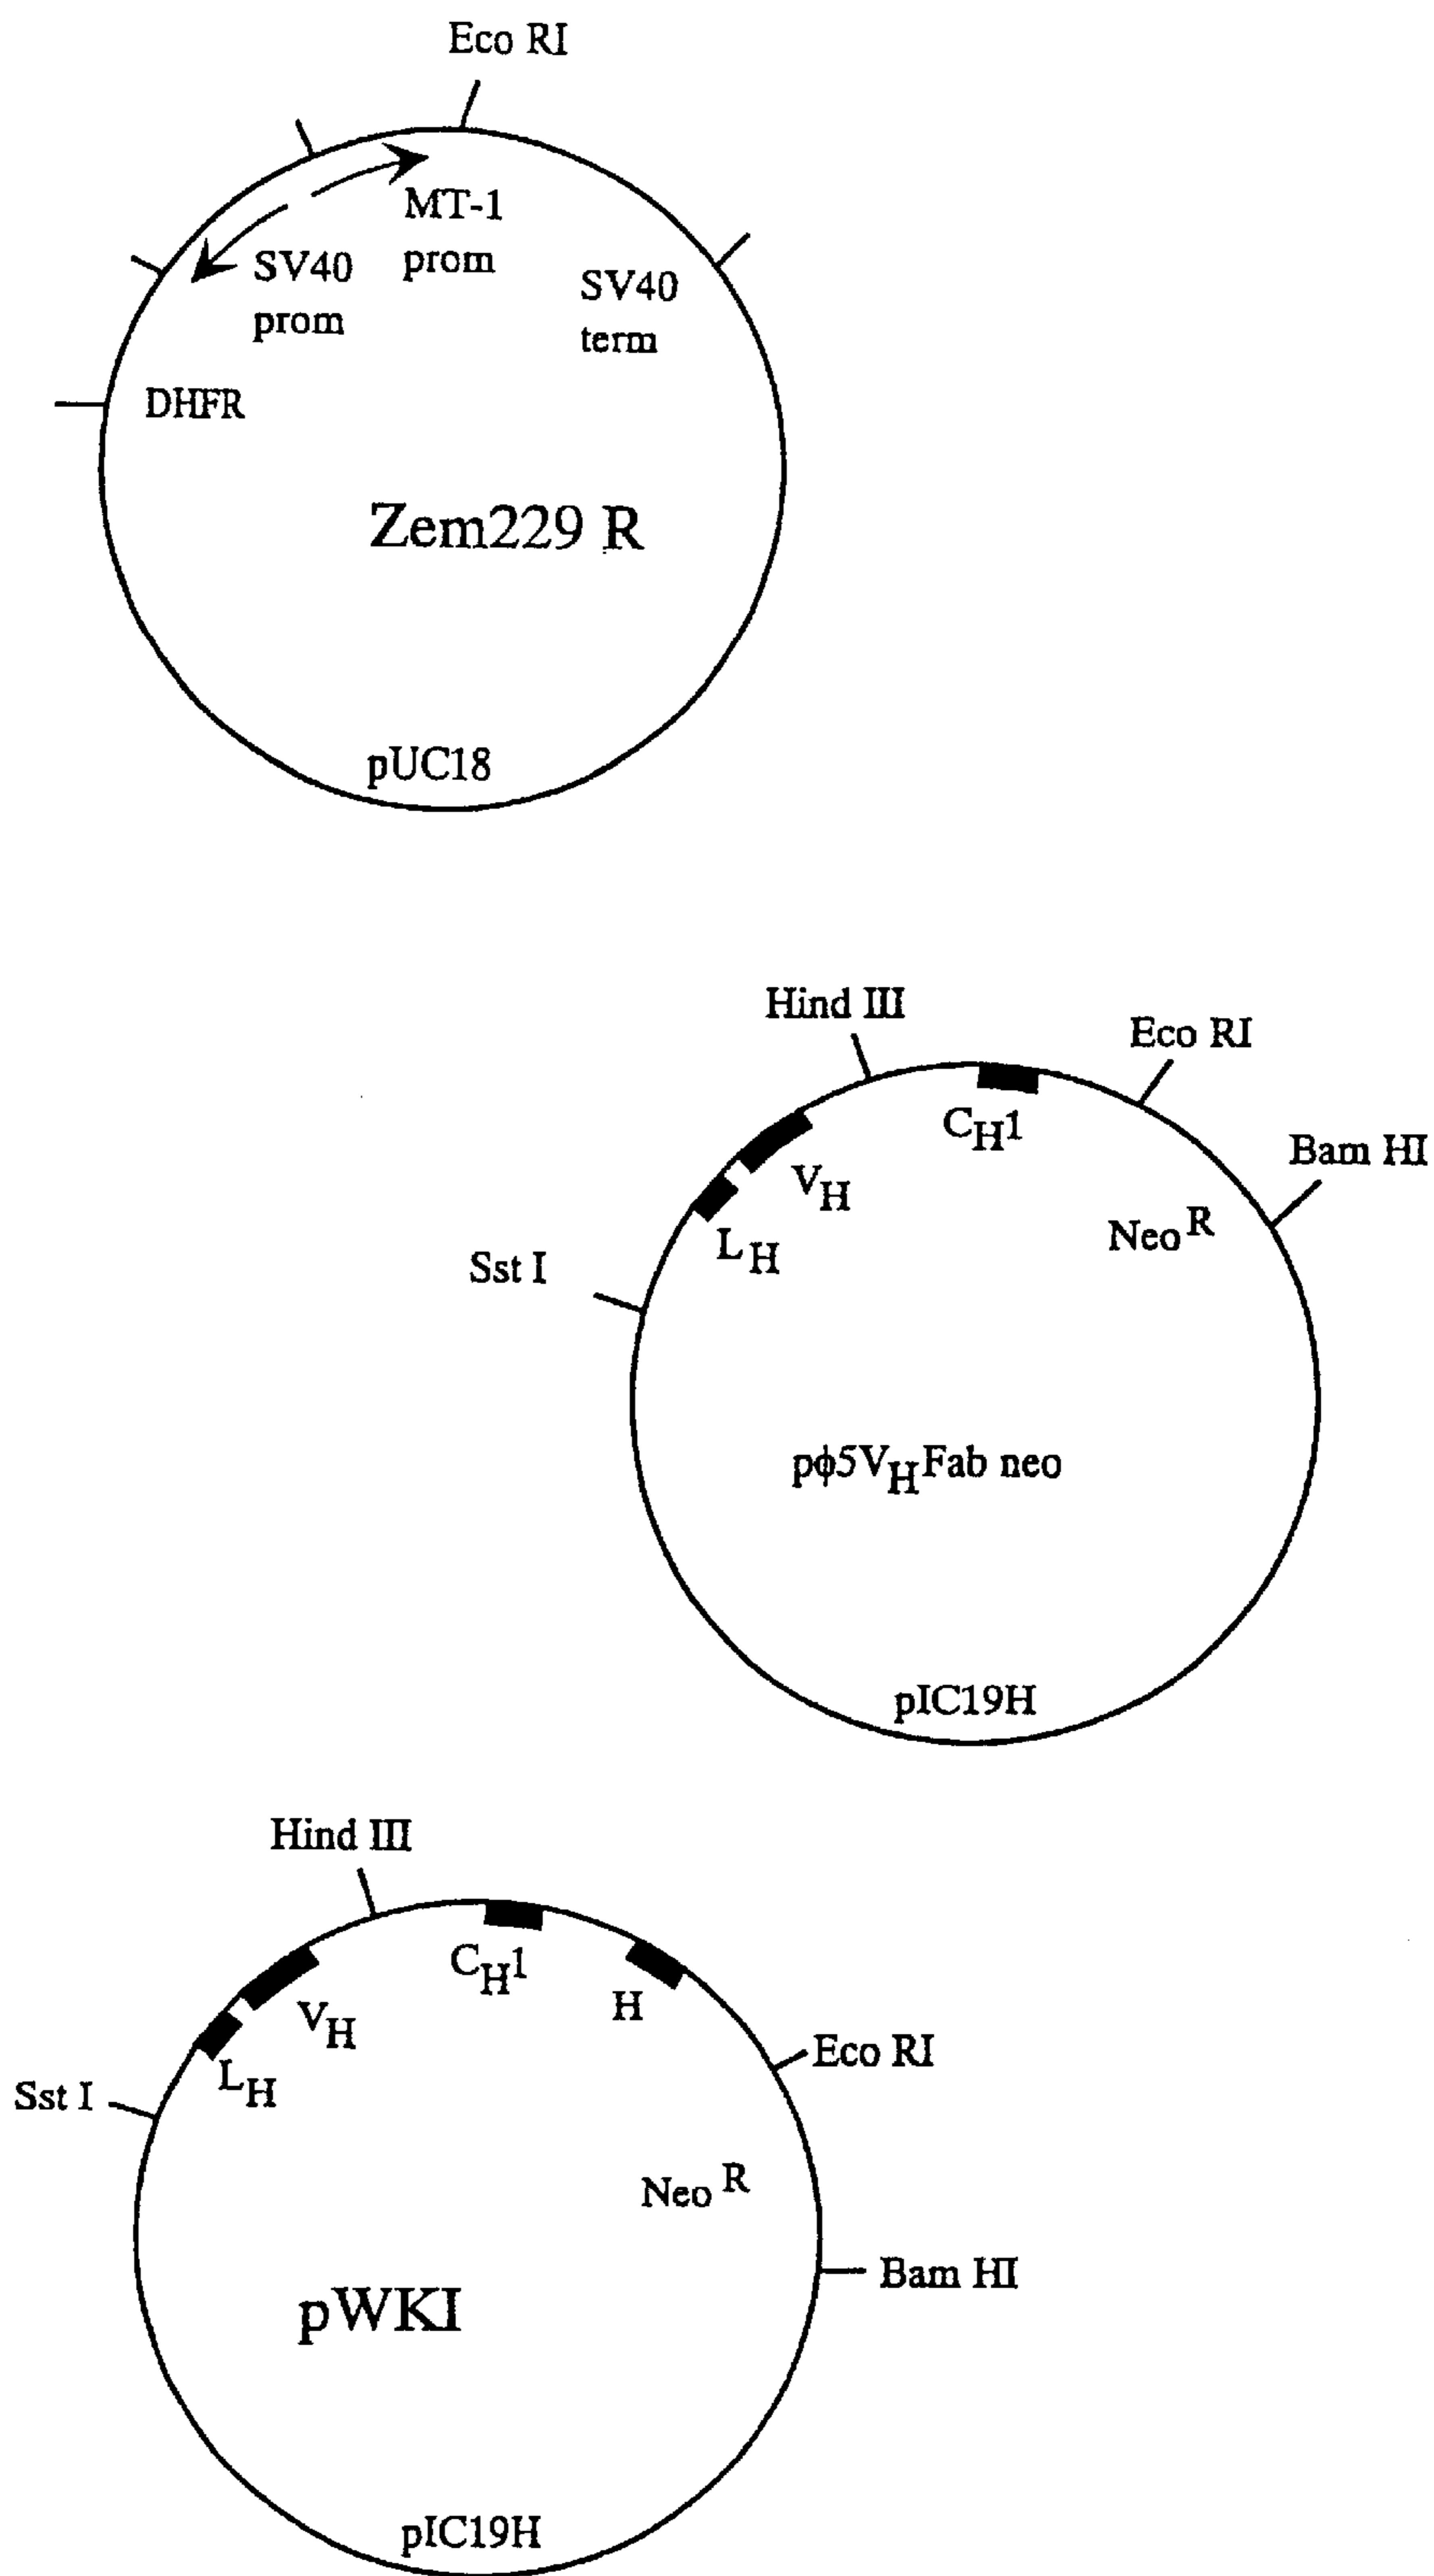 Eco RI
MT-1
prom
SV40
prom
SV40
term
DHFR
Zem229 R
pUC18
Hind III
Eco RI
CH1
Bam HI
VH
NeoR
LH
Sst I
pϕ5VHFab neo
pIC19H
Hind III
CH1
H
VH
Eco RI
LH
Sst I
NeoR
Bam HI
pWKI
pIC19H